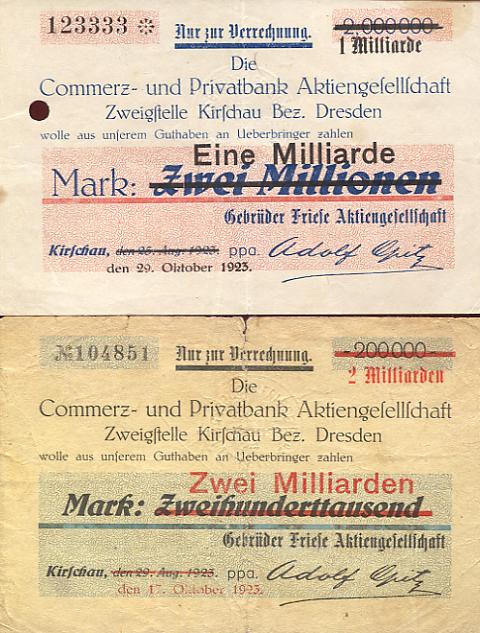 123333 ※ Nur zur Verrechnung. 2.000000
1 Milliarde
Die
Commerz- und Privatbank Aktiengeſellſchaft
Zweigſtelle Kirſchau Bez. Dresden
wolle aus unſerem Guthaben an Ueberbringer zahlen
Eine Milliarde
Mark: Zwei Millionen
Gebrüder Frieſe Aktiengeſellſchaft
Kirſchau, den 25. Aug. 1923. ppa. Adolf Opitz
den 29. Oktober 1923.
№104851 Nur zur Verrechnung. -200000-
2 Milliarden
Die
Commerz- und Privatbank Aktiengeſellſchaft
Zweigſtelle Kirſchau Bez. Dresden
wolle aus unſerem Guthaben an Ueberbringer zahlen
Zwei Milliarden
Mark: Zweihunderttauſend
Gebrüder Frieſe Aktiengeſellſchaft
Kirſchau, den 29. Aug. 1923. ppa. Adolf Opitz
den 17. Oktober 1923.